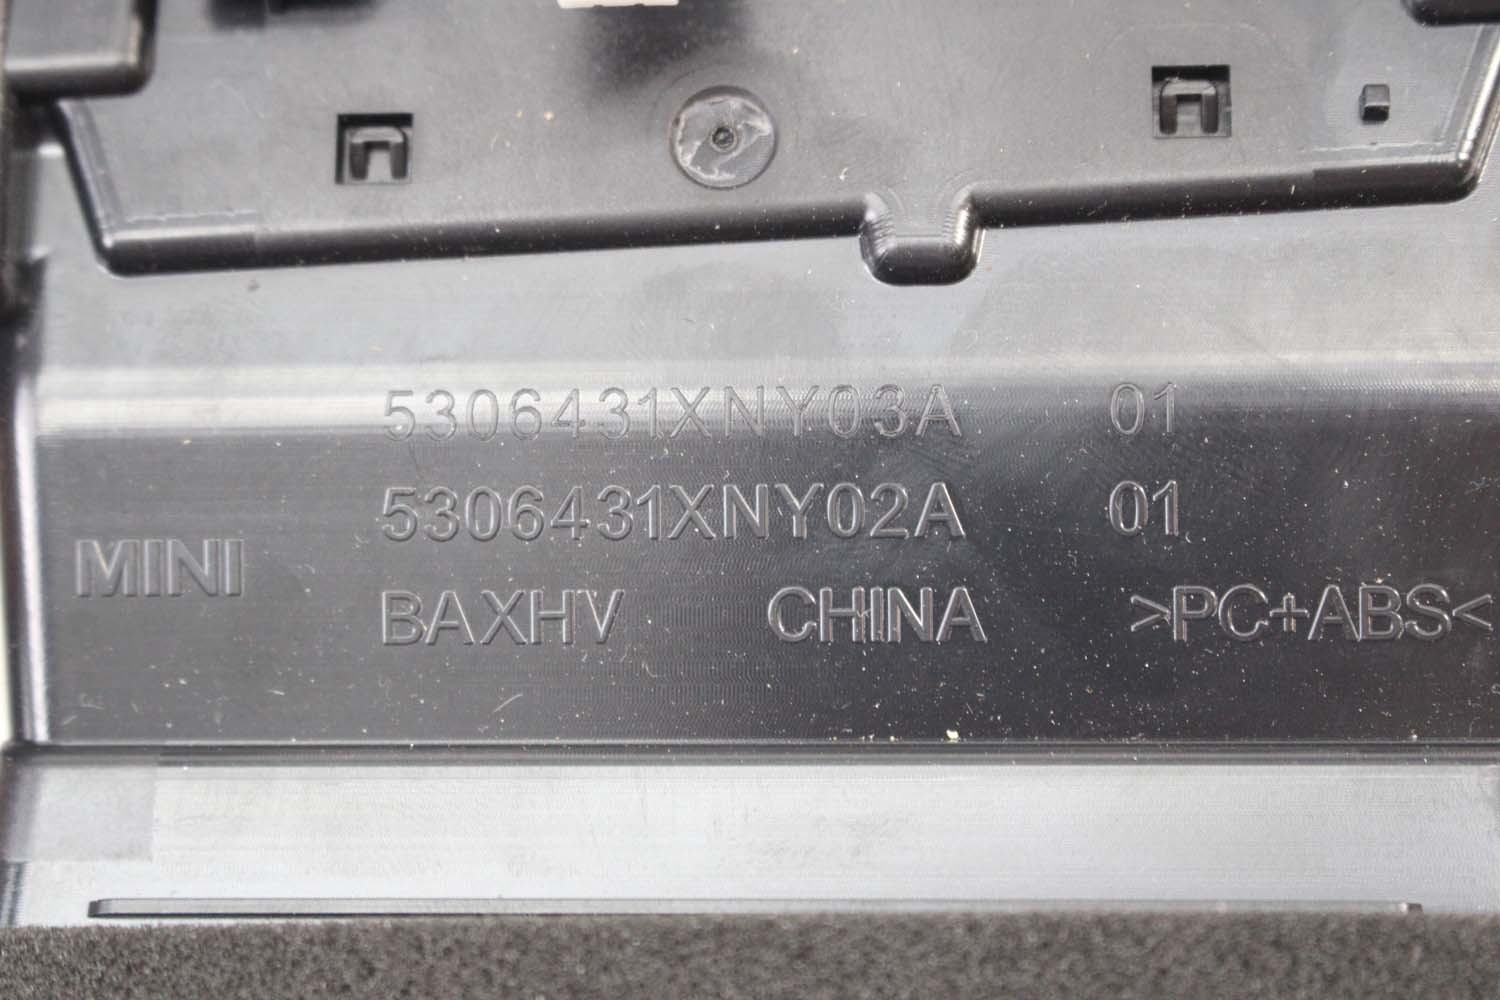 5306431XNY03A 01
5306431XNY02A 01
MINI
BAXHV CHINA >PC+ABS<